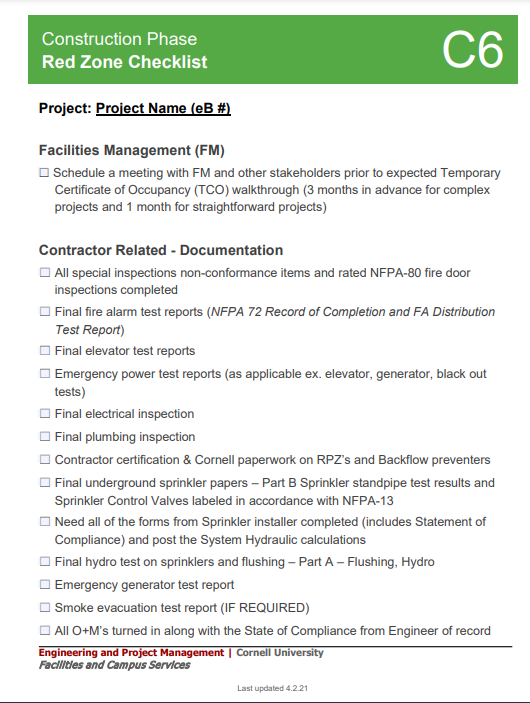 Construction Phase
Red Zone Checklist
C6
Project: Project Name (eB #)
Facilities Management (FM)
☐ Schedule a meeting with FM and other stakeholders prior to expected Temporary
Certificate of Occupancy (TCO) walkthrough (3 months in advance for complex
projects and 1 month for straightforward projects)
Contractor Related - Documentation
☐ All special inspections non-conformance items and rated NFPA-80 fire door
inspections completed
☐ Final fire alarm test reports (NFPA 72 Record of Completion and FA Distribution
Test Report)
☐ Final elevator test reports
☐ Emergency power test reports (as applicable ex. elevator, generator, black out
tests)
☐ Final electrical inspection
☐ Final plumbing inspection
☐ Contractor certification & Cornell paperwork on RPZ's and Backflow preventers
☐ Final underground sprinkler papers – Part B Sprinkler standpipe test results and
Sprinkler Control Valves labeled in accordance with NFPA-13
☐ Need all of the forms from Sprinkler installer completed (includes Statement of
Compliance) and post the System Hydraulic calculations
☐ Final hydro test on sprinklers and flushing – Part A – Flushing, Hydro
☐ Emergency generator test report
☐ Smoke evacuation test report (IF REQUIRED)
☐ All O+M's turned in along with the State of Compliance from Engineer of record
Engineering and Project Management | Cornell University
Facilities and Campus Services
Last updated 4.2.21